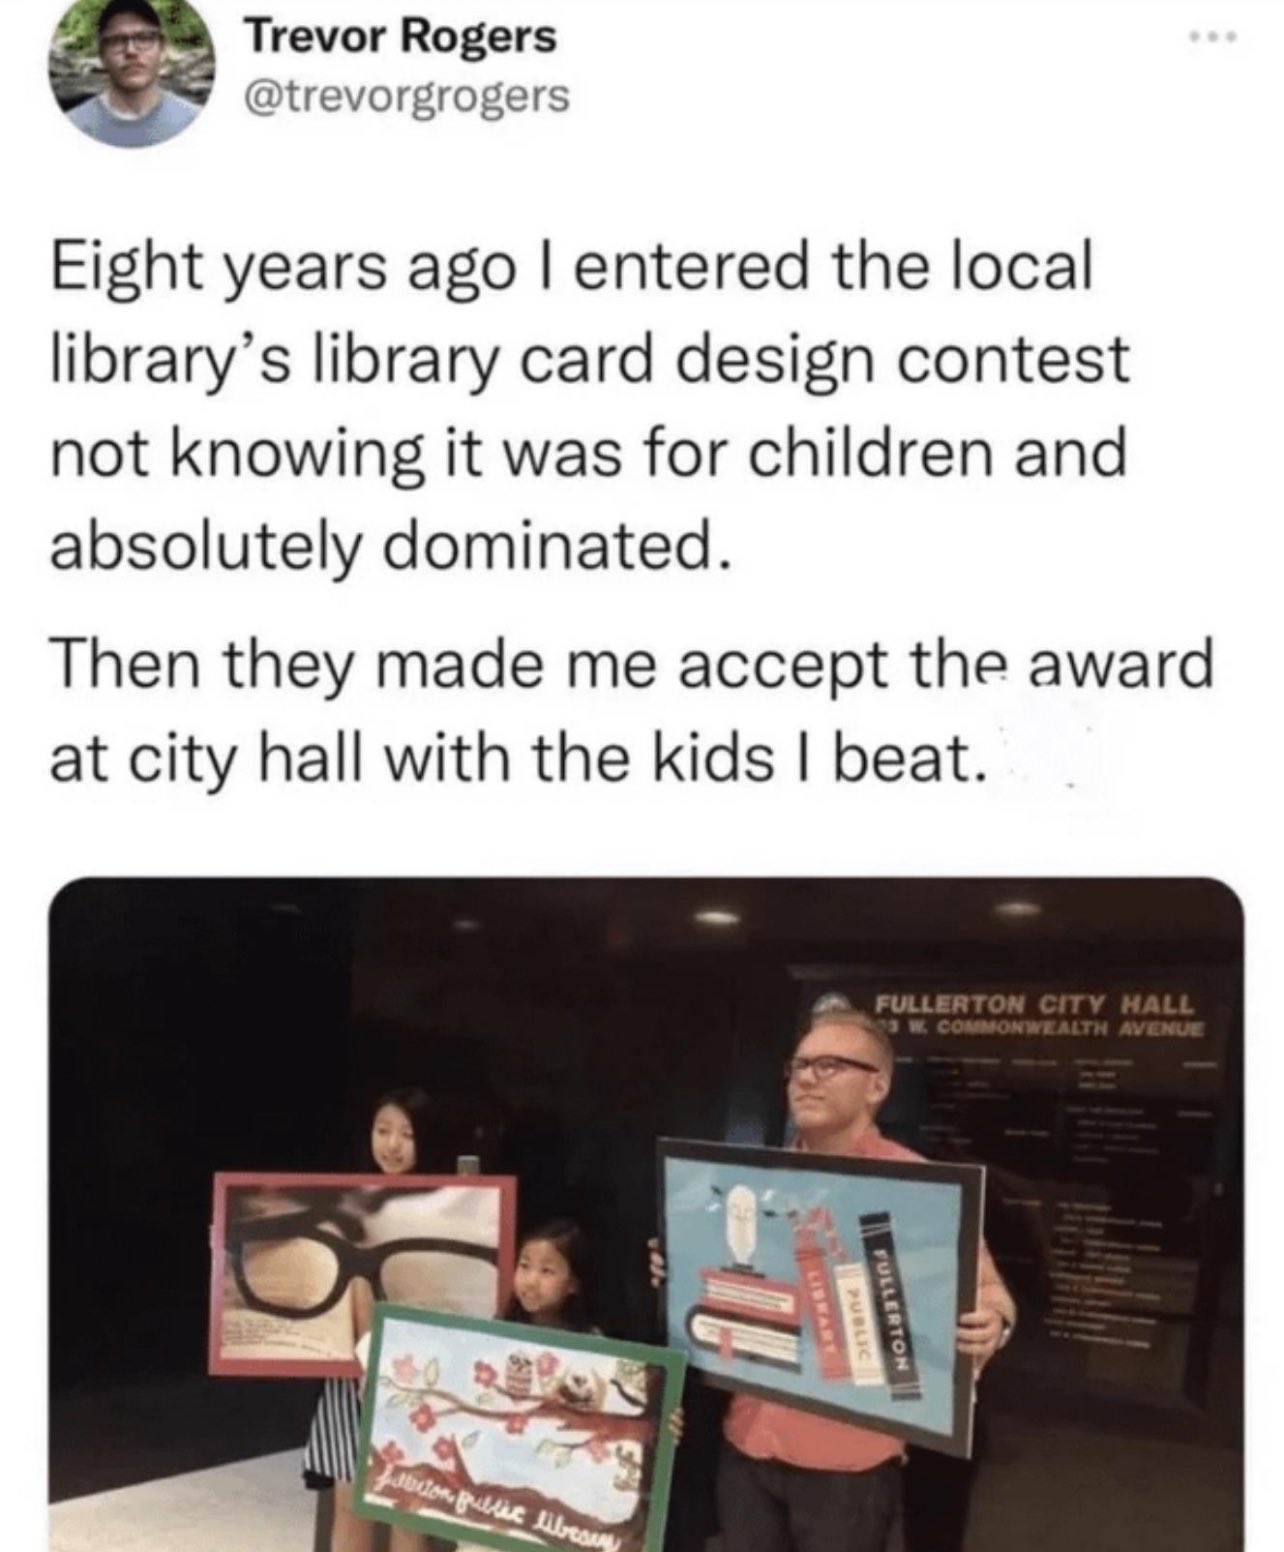 Trevor Rogers
@trevorgrogers
Eight years ago I entered the local
library's library card design contest
not knowing it was for children and
absolutely dominated.
Then they made me accept the award
at city hall with the kids I beat.
FULLERTON CITY HALL
W. COMMONWEALTH AVENUE
LIBRARY
PUBLIC
FULLERTON
fullerton public library